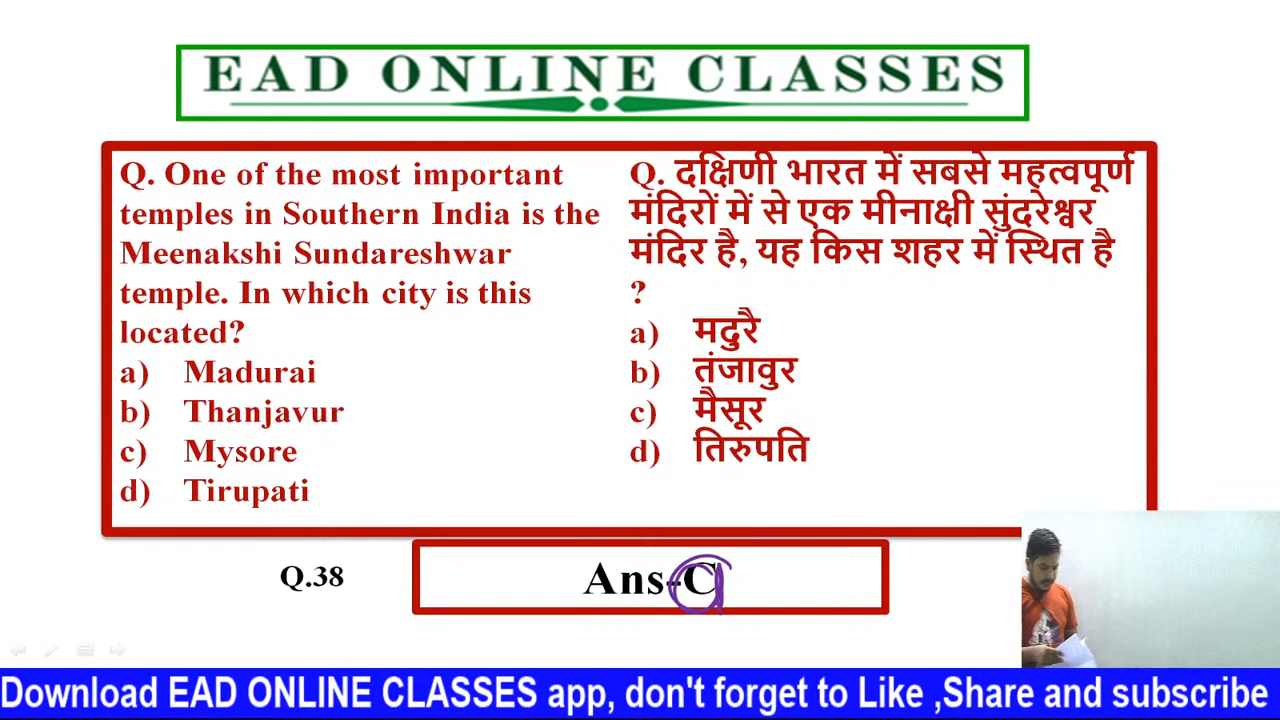 EAD ONLINE CLASSES
Q. One of the most important
temples in Southern India is the
Meenakshi Sundareshwar
temple. In which city is this
located?
a) Madurai
b) Thanjavur
c) Mysore
d) Tirupati
Q. दक्षिणी भारत में सबसे महत्वपूर्ण
मंदिरों में से एक मीनाक्षी सुंदरेश्वर
मंदिर है, यह किस शहर में स्थित है
?
a) मदुरै
b) तंजावुर
c) मैसूर
d) तिरुपति
Q.38
Ans-C
a
Download EAD ONLINE CLASSES app, don't forget to Like ,Share and subscribe